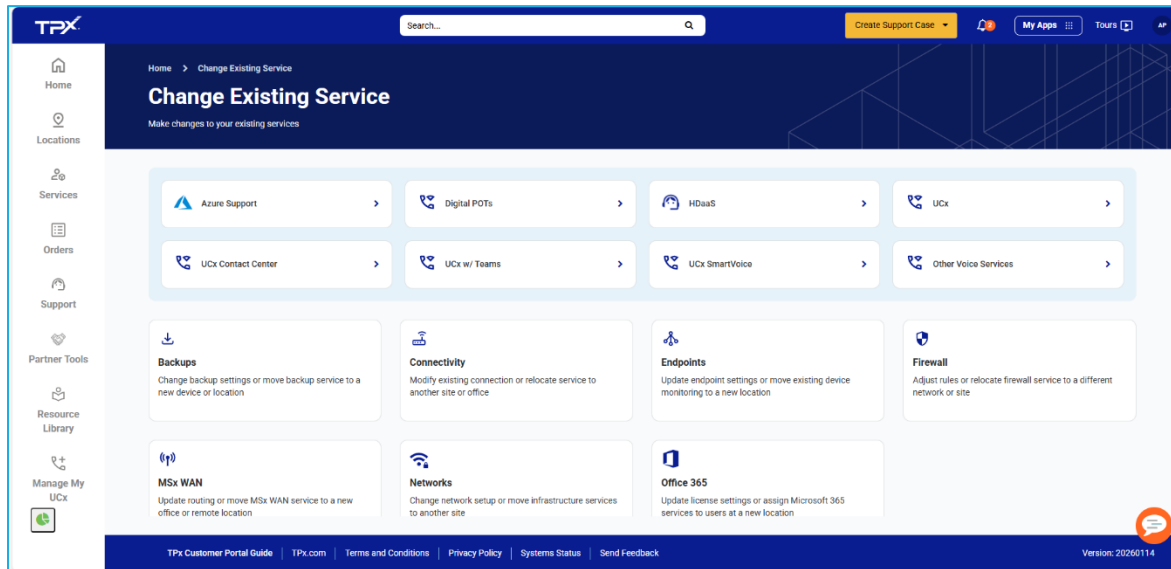 TPX
Search...
Create Support Case
2
My Apps
Tours
AP
Home
Locations
Services
Orders
Support
Partner Tools
Resource
Library
Manage My
UCx
Home > Change Existing Service
Change Existing Service
Make changes to your existing services
Azure Support
Digital POTs
HDaaS
UCx
UCx Contact Center
UCx w/ Teams
UCx SmartVoice
Other Voice Services
Backups
Change backup settings or move backup service to a
new device or location
Connectivity
Modify existing connection or relocate service to
another site or office
Endpoints
Update endpoint settings or move existing device
monitoring to a new location
Firewall
Adjust rules or relocate firewall service to a different
network or site
MSx WAN
Update routing or move MSx WAN service to a new
office or remote location
Networks
Change network setup or move infrastructure services
to another site
Office 365
Update license settings or assign Microsoft 365
services to users at a new location
TPx Customer Portal Guide | TPx.com | Terms and Conditions | Privacy Policy | Systems Status | Send Feedback
Version: 20260114